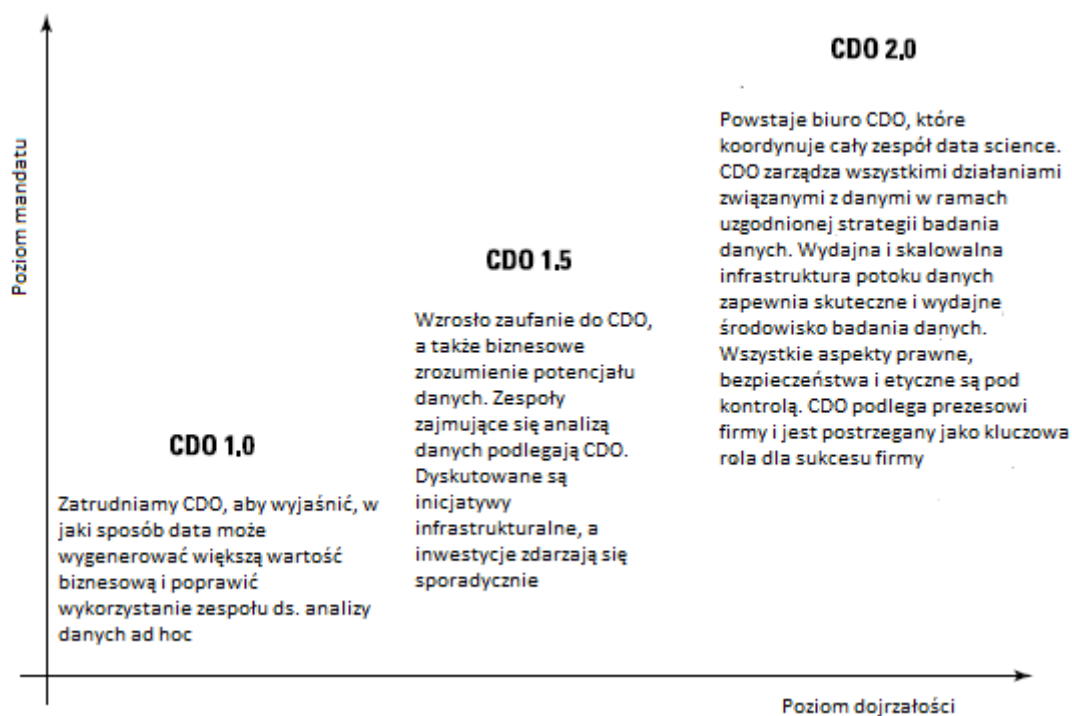 CDO 2,0
Powstaje biuro CDO, które
koordynuje cały zespół data science.
CDO zarządza wszystkimi działaniami
związanymi z danymi w ramach
uzgodnionej strategii badania
danych. Wydajna i skalowalna
infrastruktura potoku danych
zapewnia skuteczne i wydajne
środowisko badania danych.
Wszystkie aspekty prawne,
bezpieczeństwa i etyczne są pod
kontrolą. CDO podlega prezesowi
firmy i jest postrzegany jako kluczowa
rola dla sukcesu firmy
Poziom mandatu
CDO 1,5
Wzrosło zaufanie do CDO,
a także biznesowe
zrozumienie potencjału
danych. Zespoły
zajmujące się analizą
danych podlegają CDO.
Dyskutowane są
inicjatywy
infrastrukturalne, a
inwestycje zdarzają się
sporadycznie
CDO 1,0
Zatrudniamy CDO, aby wyjaśnić, w
jaki sposób data może
wygenerować większą wartość
biznesową i poprawić
wykorzystanie zespołu ds. analizy
danych ad hoc
Poziom dojrzałości